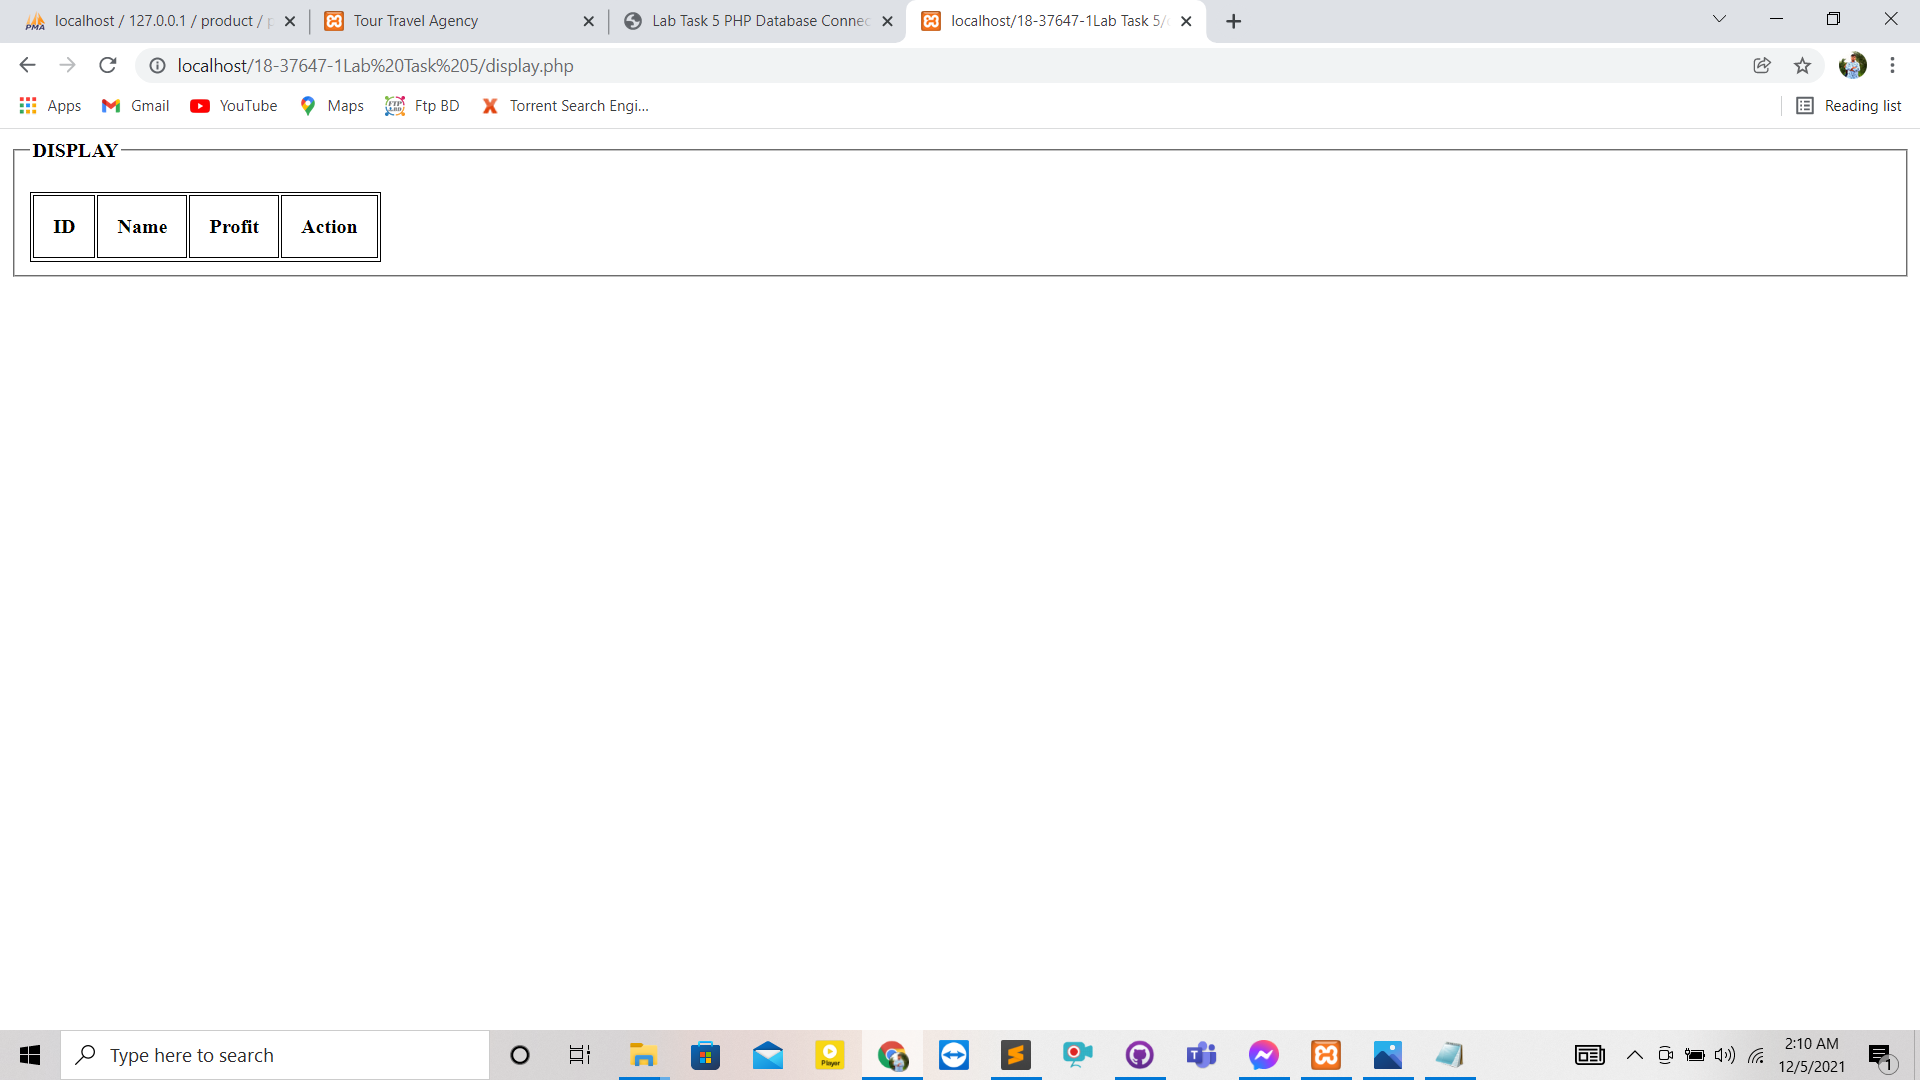 localhost / 127.0.0.1 / product / p
Tour Travel Agency
Lab Task 5 PHP Database Connec
localhost/18-37647-1Lab Task 5/
localhost/18-37647-1Lab%20Task%205/display.php
Apps
Gmail
YouTube
Maps
Ftp BD
Torrent Search Engi...
Reading list
DISPLAY
ID Name Profit Action
Type here to search
Player
2:10 AM
12/5/2021
1